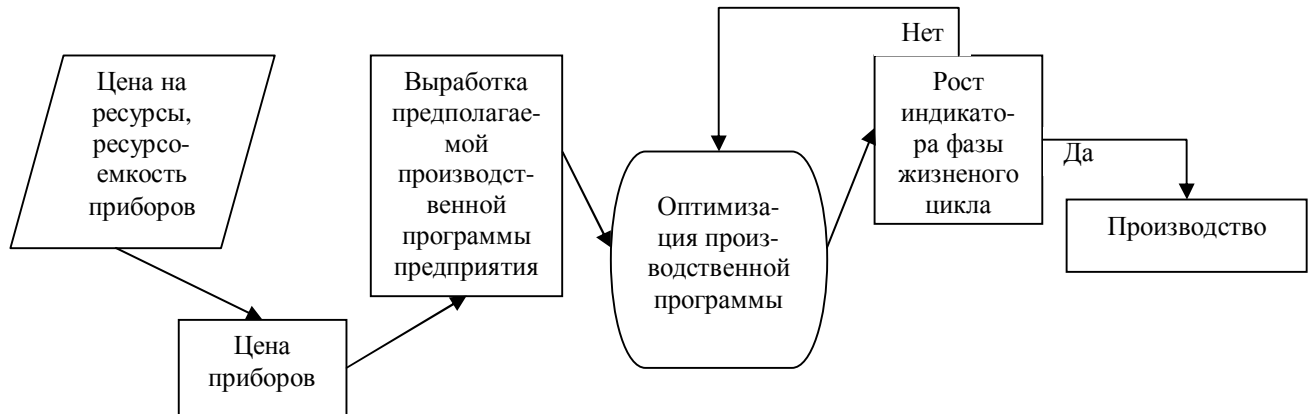 Цена на
ресурсы,
ресурсо-
емкость
приборов
Цена
приборов
Выработка
предполагае-
мой
производст-
венной
программы
предприятия
Оптимиза-
ция произ-
водственной
программы
Нет
Рост
индикато-
ра фазы
жизненого
цикла
Да
Производство